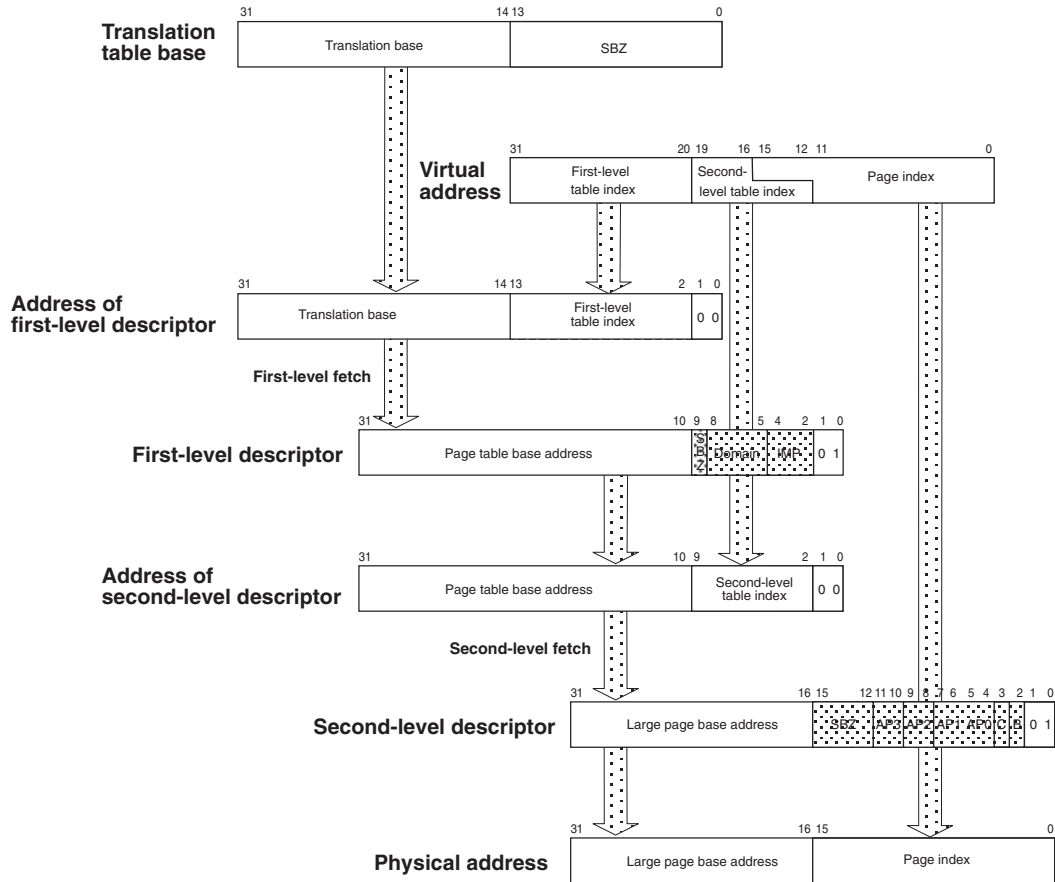 31 14 13 0
Translation
table base
Translation base SBZ
31 20 19 16 15 12 11 0
Virtual
address
First-level
table index
Second-
level table index
Page index
31 14 13 2 1 0
Address of
first-level descriptor
Translation base
First-level
table index
0 0
First-level fetch
31 10 9 8 5 4 2 1 0
First-level descriptor
Page table base address
S
B
Z
Domain IMP 0 1
31 10 9 2 1 0
Address of
second-level descriptor
Page table base address
Second-level
table index
0 0
Second-level fetch
31 16 15 12 11 10 9 8 7 6 5 4 3 2 1 0
Second-level descriptor
Large page base address SBZ AP3 AP2 AP1 AP0 C B 0 1
31 16 15 0
Physical address
Large page base address Page index